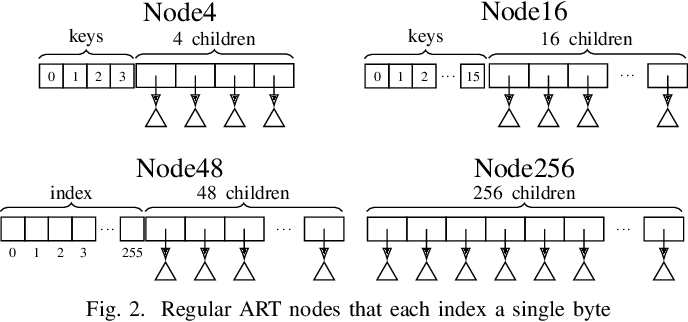 Node4
keys
4 children
0 1 2 3
Node16
keys
16 children
0 1 2 ··· 15
···
Node48
index
48 children
···
···
0 1 2 3 255
Node256
256 children
···
Fig. 2. Regular ART nodes that each index a single byte